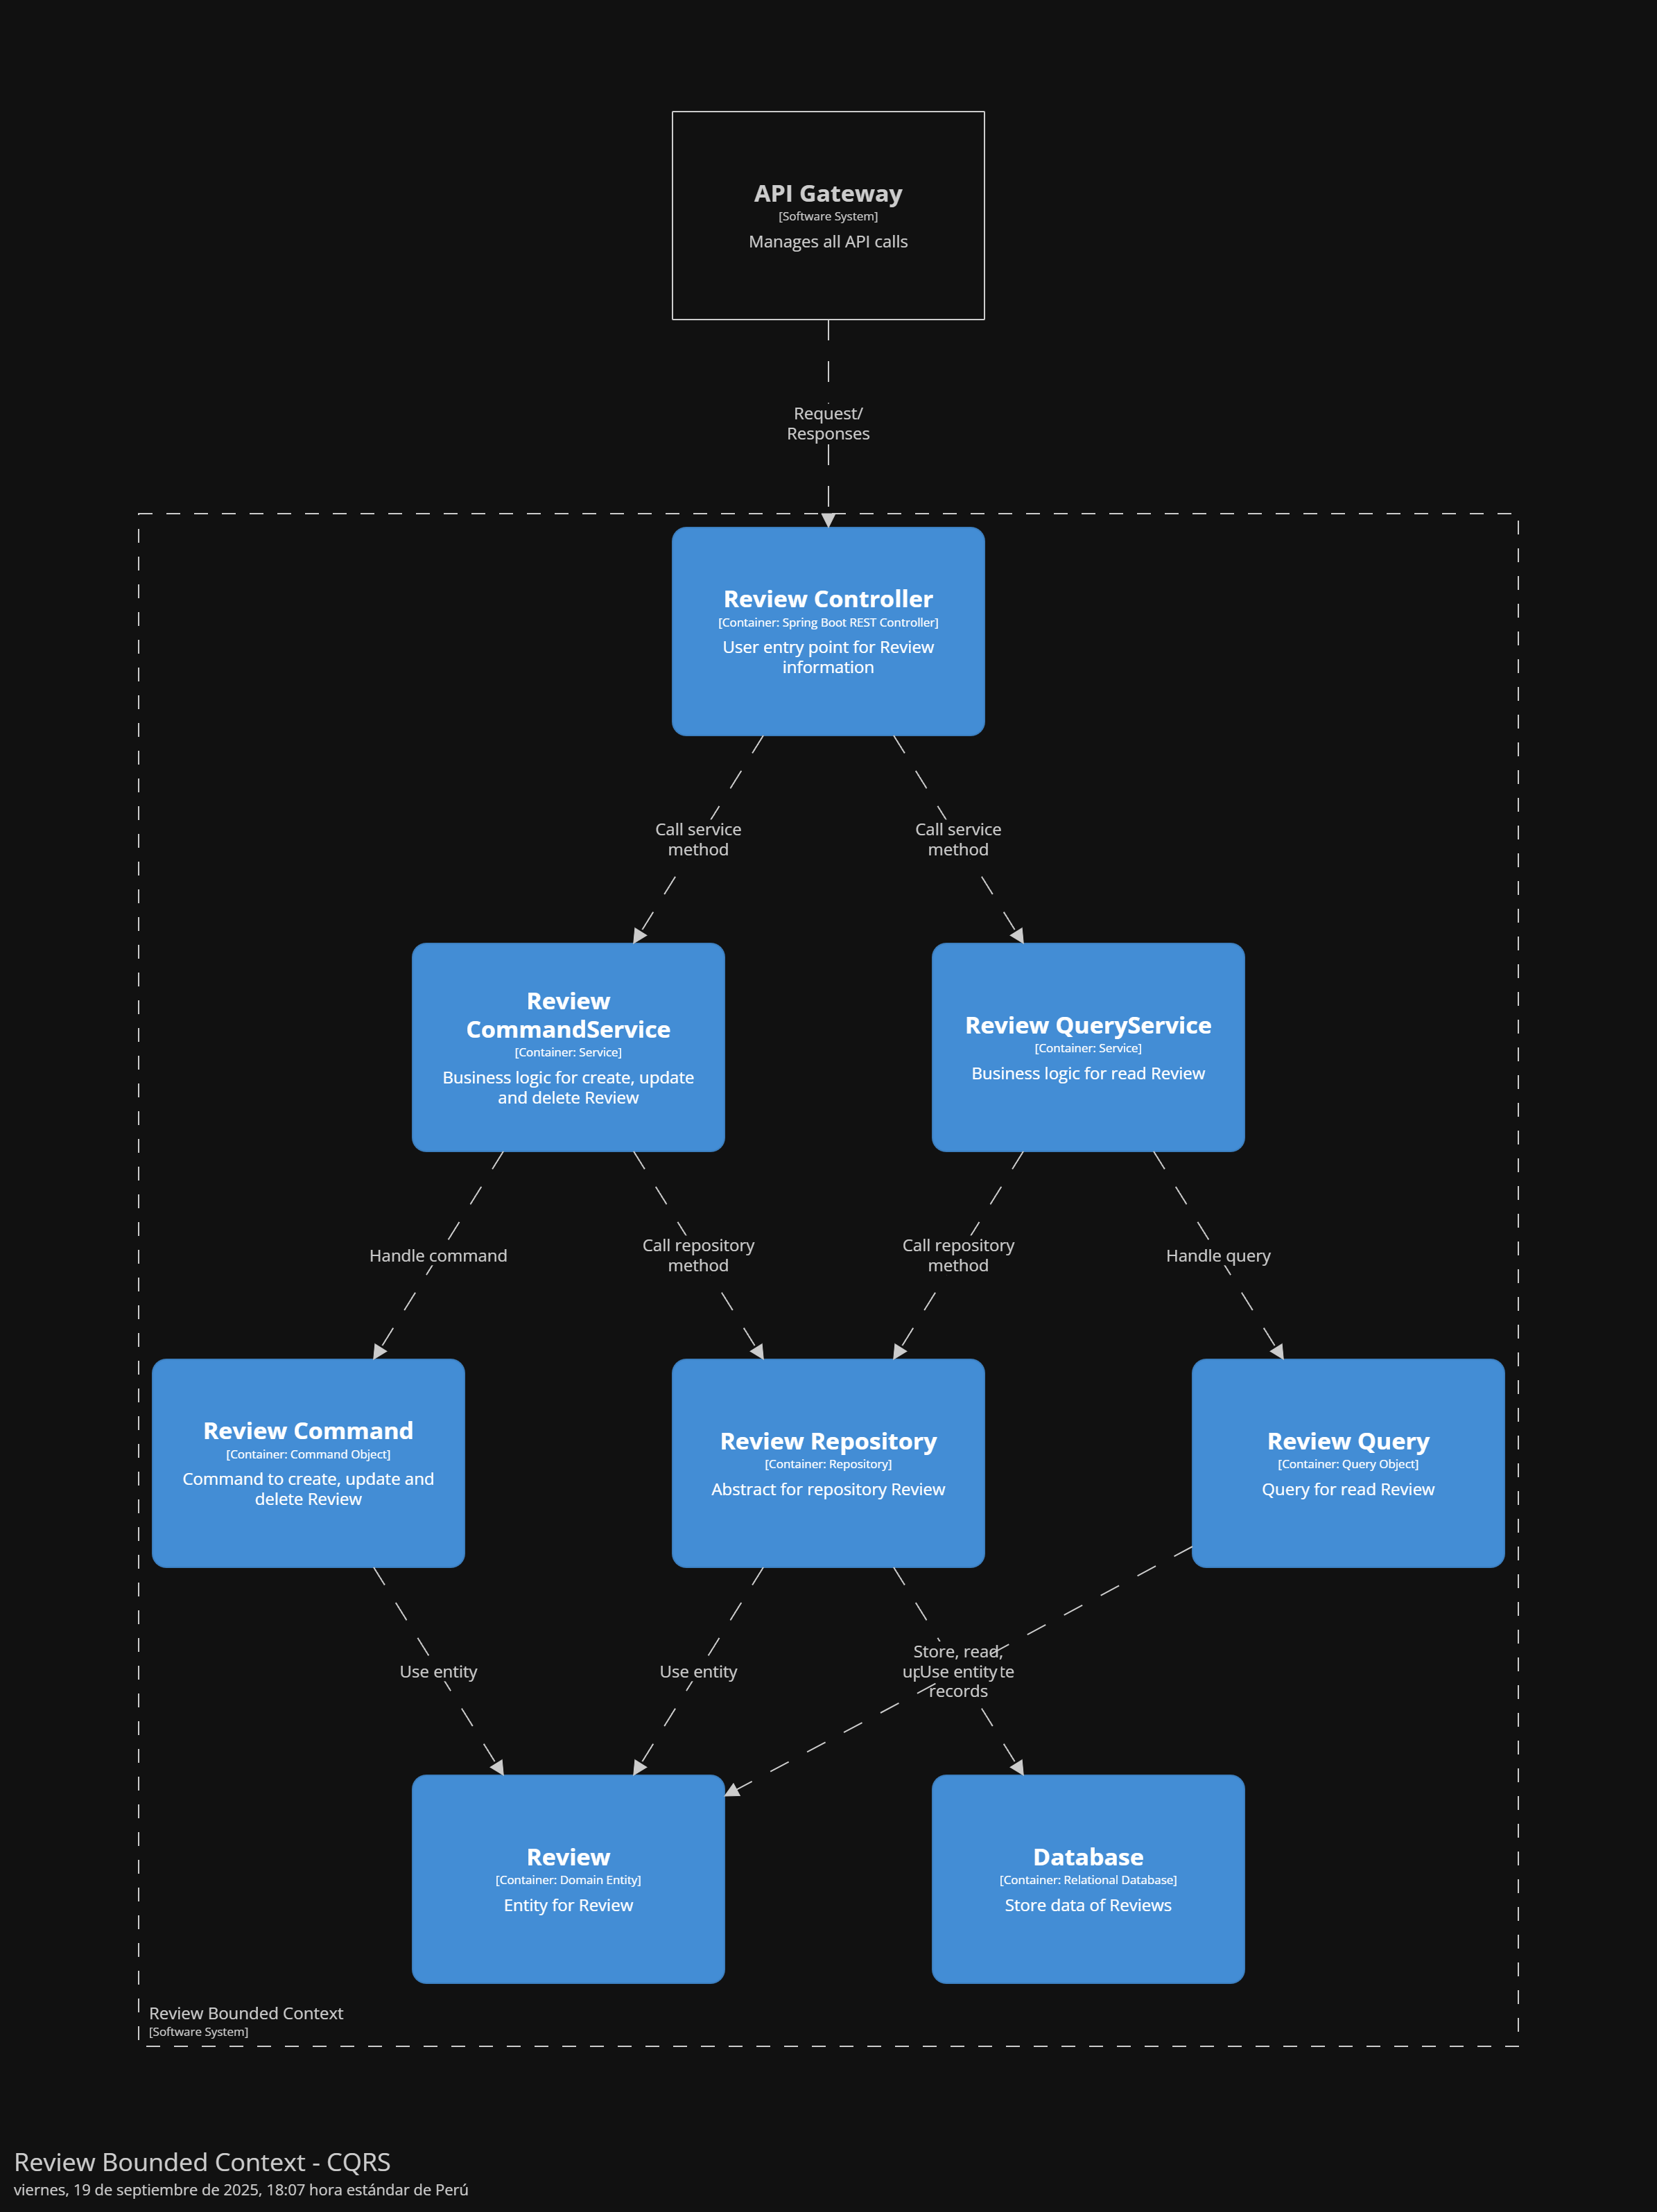 API Gateway
[Software System]
Manages all API calls
Request/
Responses
Review Controller
[Container: Spring Boot REST Controller]
User entry point for Review
information
Call service
method
Call service
method
Review
CommandService
[Container: Service]
Business logic for create, update
and delete Review
Review QueryService
[Container: Service]
Business logic for read Review
Handle command
Call repository
method
Call repository
method
Handle query
Review Command
[Container: Command Object]
Command to create, update and
delete Review
Review Repository
[Container: Repository]
Abstract for repository Review
Review Query
[Container: Query Object]
Query for read Review
Use entity
Use entity
Store, read,
Use entity
records
Review
[Container: Domain Entity]
Entity for Review
Database
[Container: Relational Database]
Store data of Reviews
Review Bounded Context
[Software System]
Review Bounded Context - CQRS
viernes, 19 de septiembre de 2025, 18:07 hora estándar de Perú